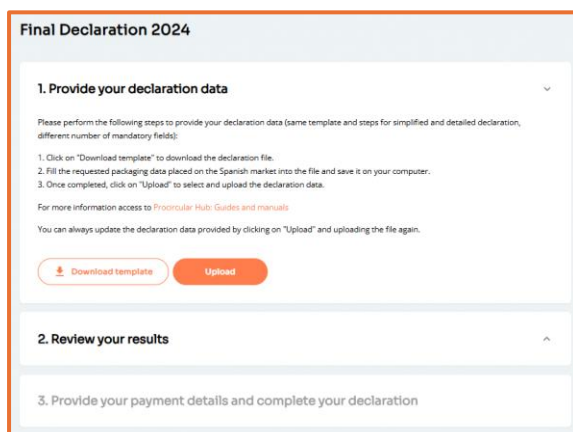 Final Declaration 2024
1. Provide your declaration data
Please perform the following steps to provide your declaration data (same template and steps for simplified and detailed declaration,
different number of mandatory fields):
1. Click on "Download template" to download the declaration file.
2. Fill the requested packaging data placed on the Spanish market into the file and save it on your computer.
3. Once completed, click on "Upload" to select and upload the declaration data.
For more information access to Procircular Hub: Guides and manuals
You can always update the declaration data provided by clicking on "Upload" and uploading the file again.
Download template
Upload
2. Review your results
3. Provide your payment details and complete your declaration